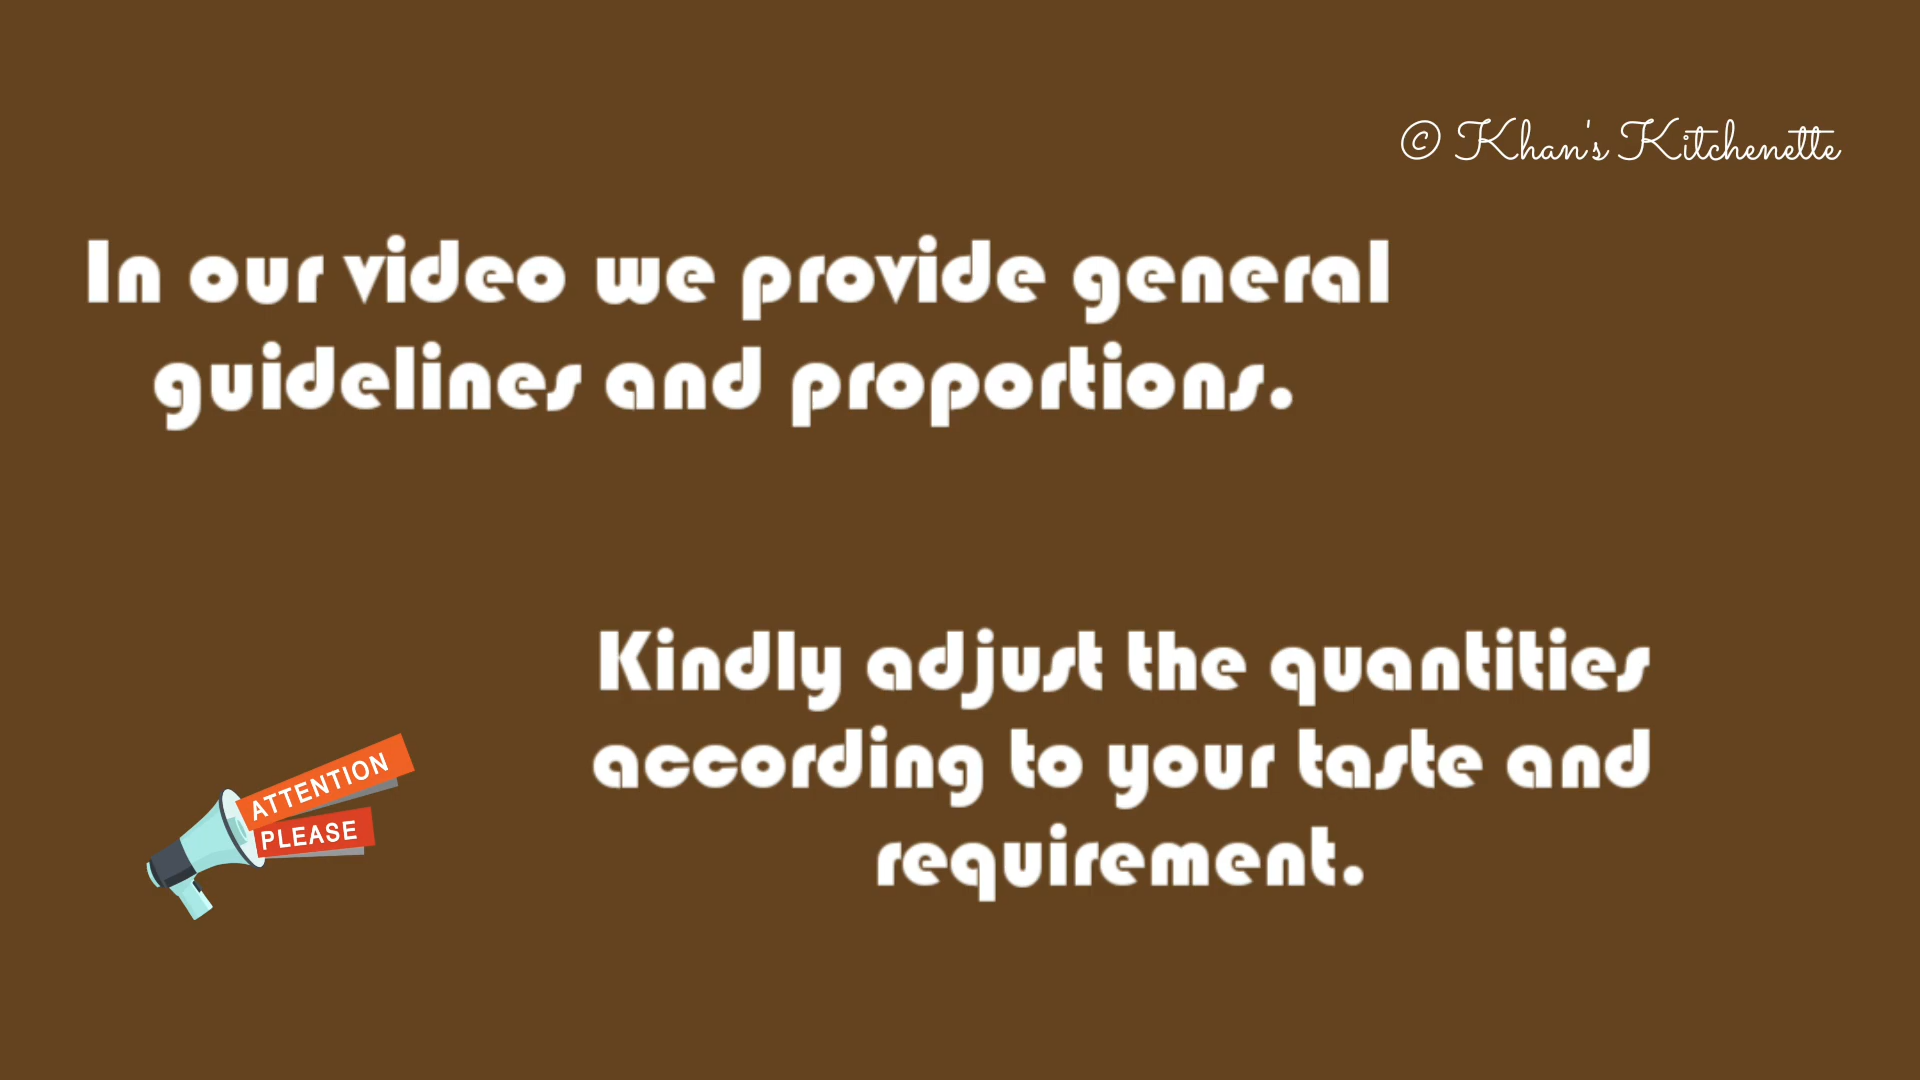 © Khan's Kitchenette
In our video we provide general
guidelines and proportions.
Kindly adjust the quantities
according to your taste and
requirement.
ATTENTION
PLEASE